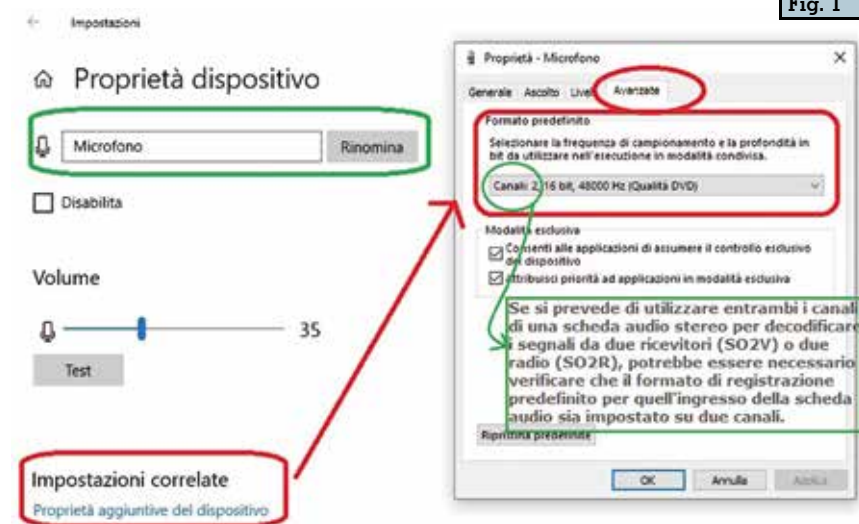 Fig. 1
Impostazioni
Proprietà dispositivo
Microfono
Rinomina
Disabilita
Volume
35
Test
Impostazioni correlate
Proprietà aggiuntive del dispositivo
Proprietà - Microfono
Generale Ascolto Livelli Avanzate
Formato predefinito
Selezionare la frequenza di campionamento e la profondità in
bit da utilizzare nell'esecuzione in modalità condivisa.
Canali: 2, 16 bit, 48000 Hz (Qualità DVD)
Modalità esclusiva
Consenti alle applicazioni di assumere il controllo esclusivo
del dispositivo
Attribuisci priorità ad applicazioni in modalità esclusiva
Se si prevede di utilizzare entrambi i canali
di una scheda audio stereo per decodificare
i segnali da due ricevitori (SO2V) o due
radio (SO2R), potrebbe essere necessario
verificare che il formato di registrazione
predefinito per quell'ingresso della scheda
audio sia impostato su due canali.
Ripristina predefinite
OK
Annulla
Applica